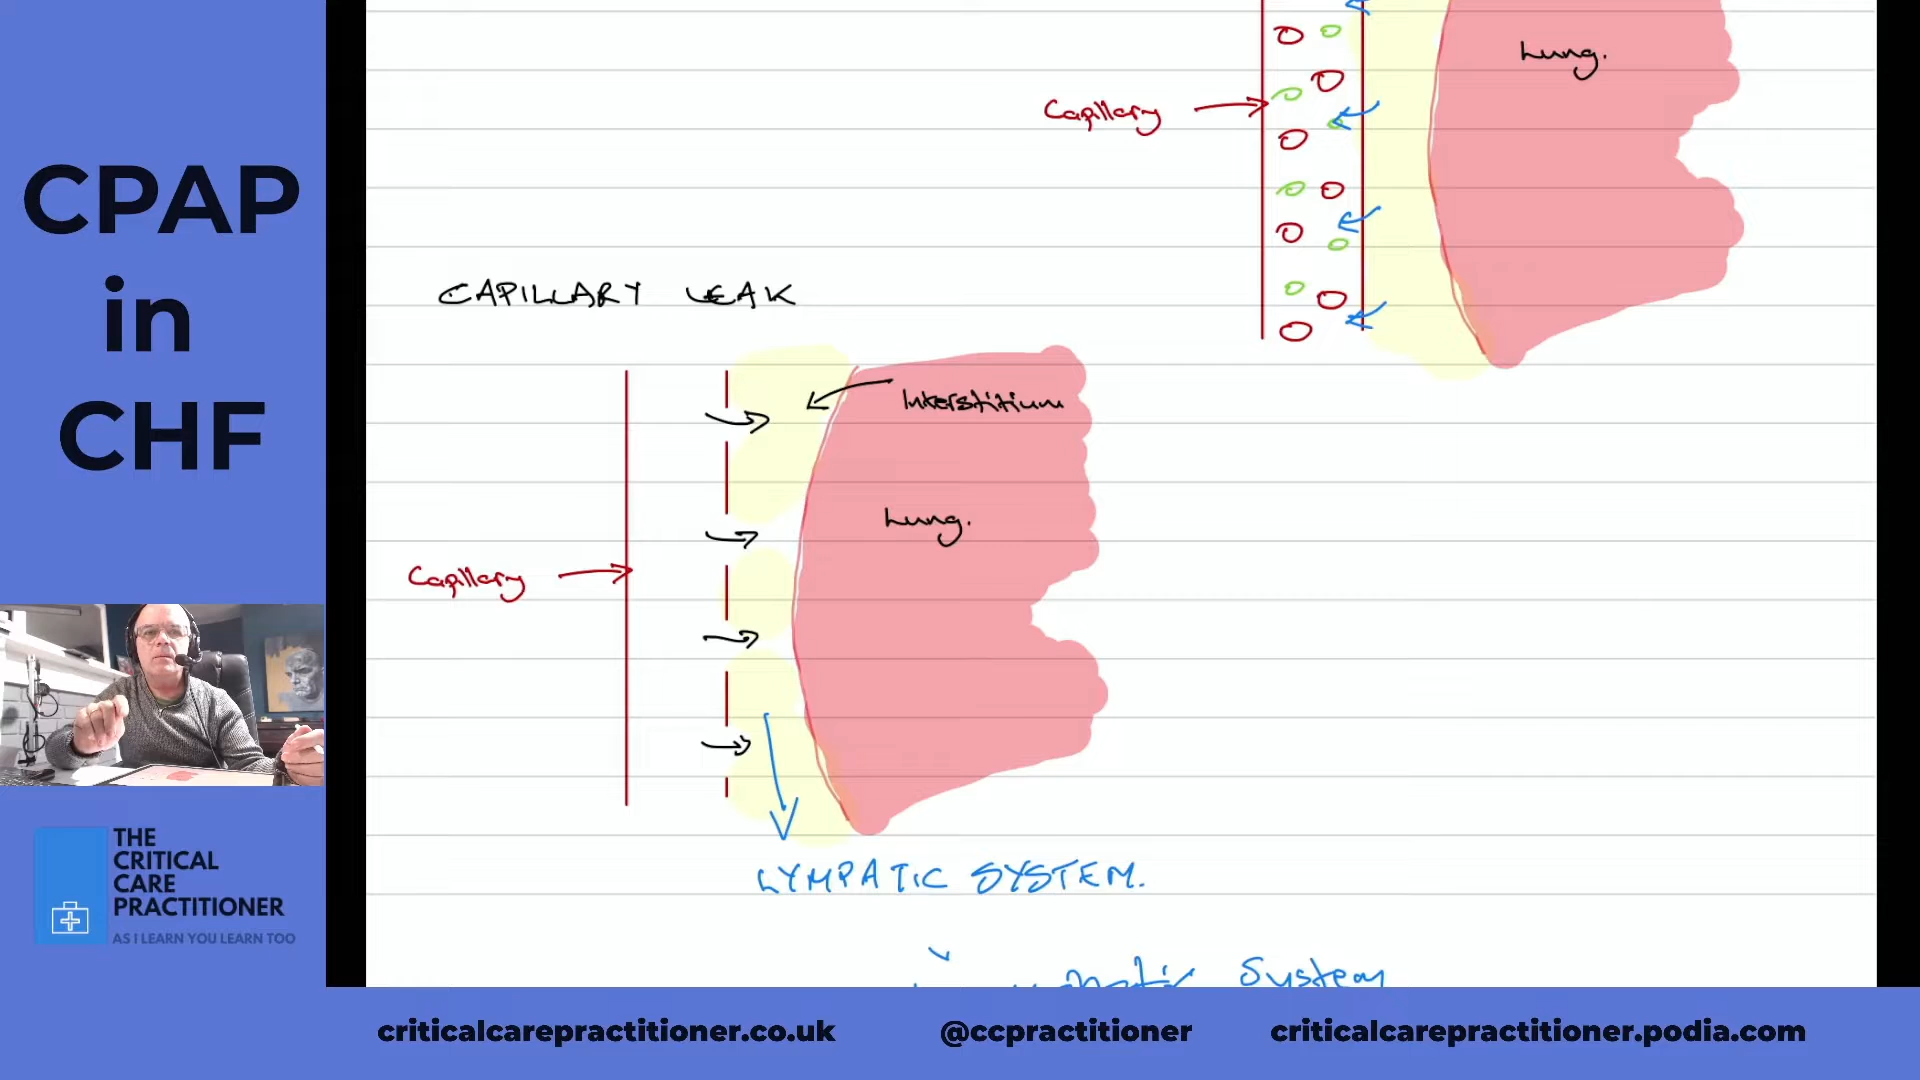 CPAP
in
CHF
Lung.
Capillary
CAPILLARY LEAK
Interstitium
Lung.
Capillary
LYMPATIC SYSTEM.
System
THE
CRITICAL
CARE
PRACTITIONER
AS I LEARN YOU LEARN TOO
criticalcarepractitioner.co.uk @ccpractitioner criticalcarepractitioner.podia.com